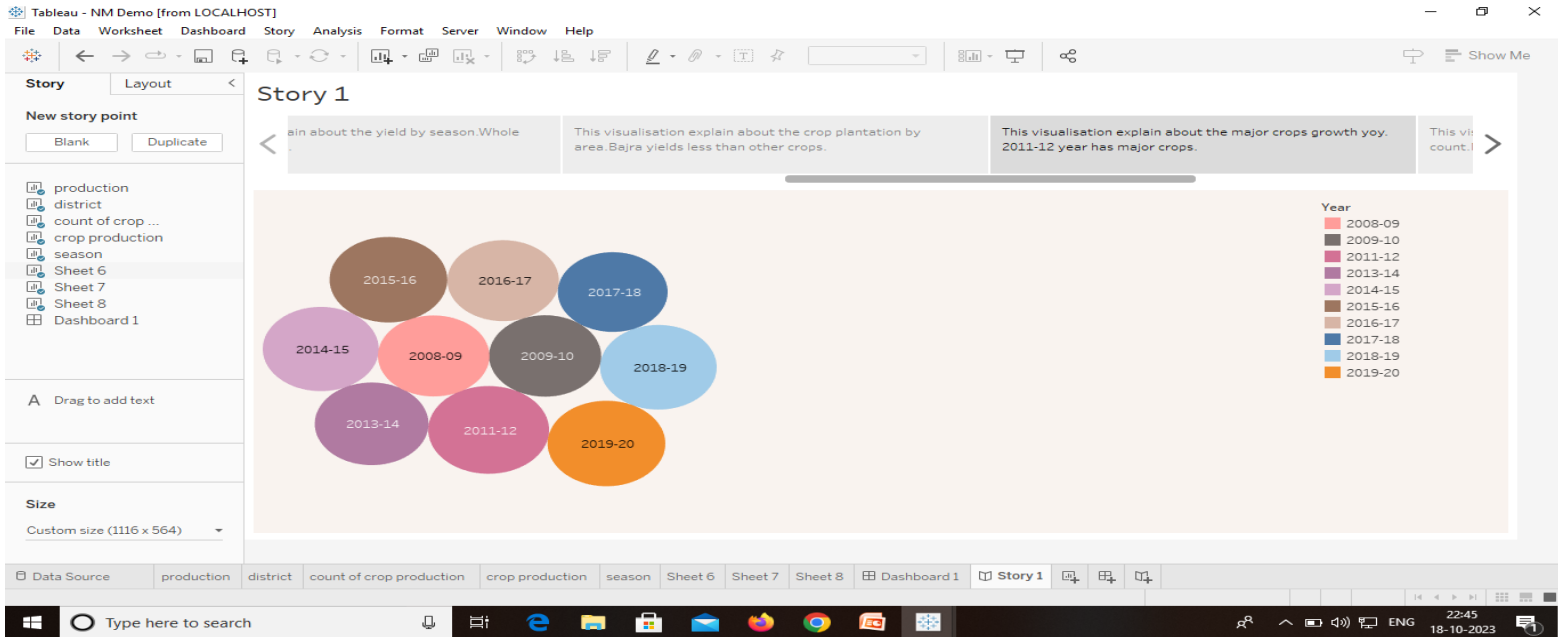 Tableau - NM Demo [from LOCALHOST]
File Data Worksheet Dashboard Story Analysis Format Server Window Help
Show Me
Story Layout <
New story point
Blank Duplicate
production
district
count of crop ...
crop production
season
Sheet 6
Sheet 7
Sheet 8
Dashboard 1
A Drag to add text
Show title
Size
Custom size (1116 x 564)
Story 1
ain about the yield by season.Whole
.
This visualisation explain about the crop plantation by
area.Bajra yields less than other crops.
This visualisation explain about the major crops growth yoy.
2011-12 year has major crops.
This vis
count.
2015-16
2016-17
2017-18
2014-15
2008-09
2009-10
2018-19
2013-14
2011-12
2019-20
Year
2008-09
2009-10
2011-12
2013-14
2014-15
2015-16
2016-17
2017-18
2018-19
2019-20
Data Source production district count of crop production crop production season Sheet 6 Sheet 7 Sheet 8 Dashboard 1 Story 1
Type here to search
ENG
22:45
18-10-2023
1